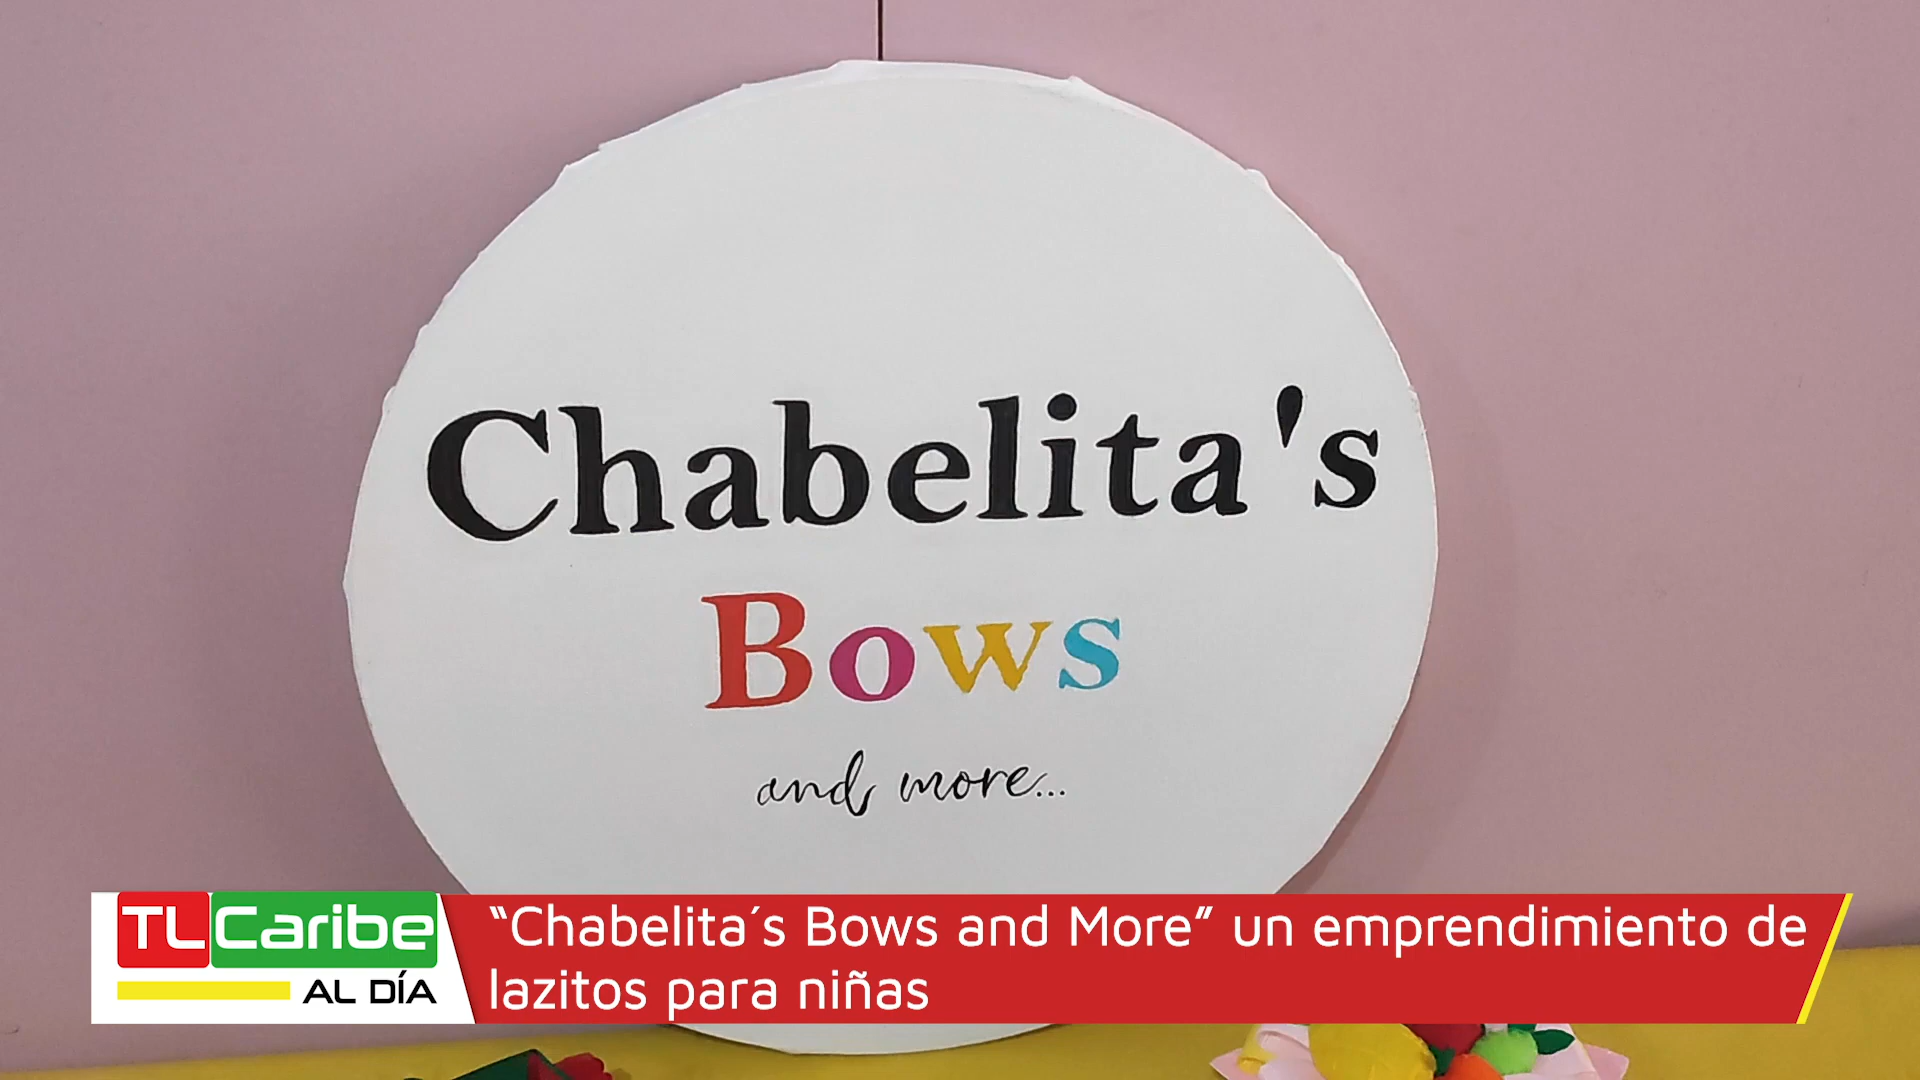 Chabelita's
Bows
and more...
TLCaribe
AL DÍA
“Chabelita´s Bows and More” un emprendimiento de
lazitos para niñas